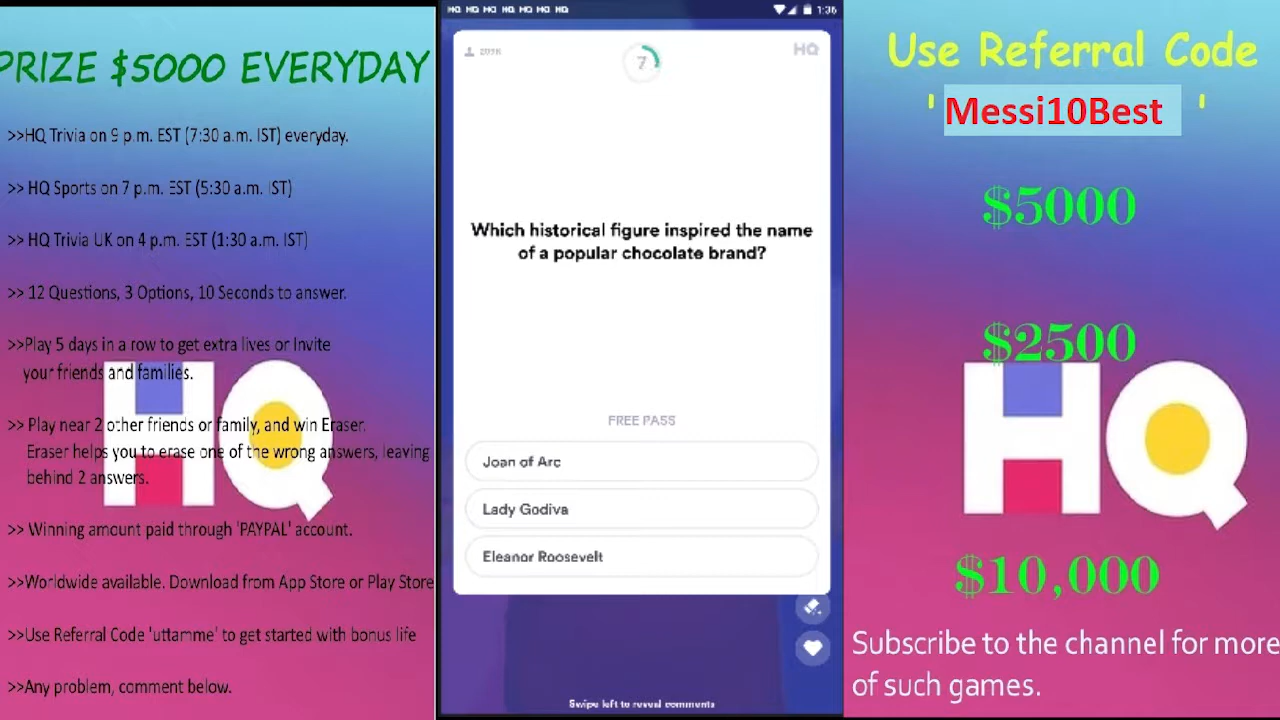 PRIZE $5000 EVERYDAY
>>HQ Trivia on 9 p.m. EST (7:30 a.m. IST) everyday.
>> HQ Sports on 7 p.m. EST (5:30 a.m. IST)
>> HQ Trivia UK on 4 p.m. EST (1:30 a.m. IST)
>> 12 Questions, 3 Options, 10 Seconds to answer.
>>Play 5 days in a row to get extra lives or Invite
your friends and families.
>> Play near 2 other friends or family, and win Eraser.
Eraser helps you to erase one of the wrong answers, leaving
behind 2 answers.
>> Winning amount paid through 'PAYPAL' account.
>>Worldwide available. Download from App Store or Play Store
>>Use Referral Code 'uttamme' to get started with bonus life
>>Any problem, comment below.
HQ
HQ HQ HQ HQ HQ HQ HQ
1:36
7
HQ
Which historical figure inspired the name
of a popular chocolate brand?
FREE PASS
Joan of Arc
Lady Godiva
Eleanor Roosevelt
Swipe left to reveal comments
Use Referral Code
' Messi10Best '
$5000
$2500
HQ
$10,000
Subscribe to the channel for more
of such games.